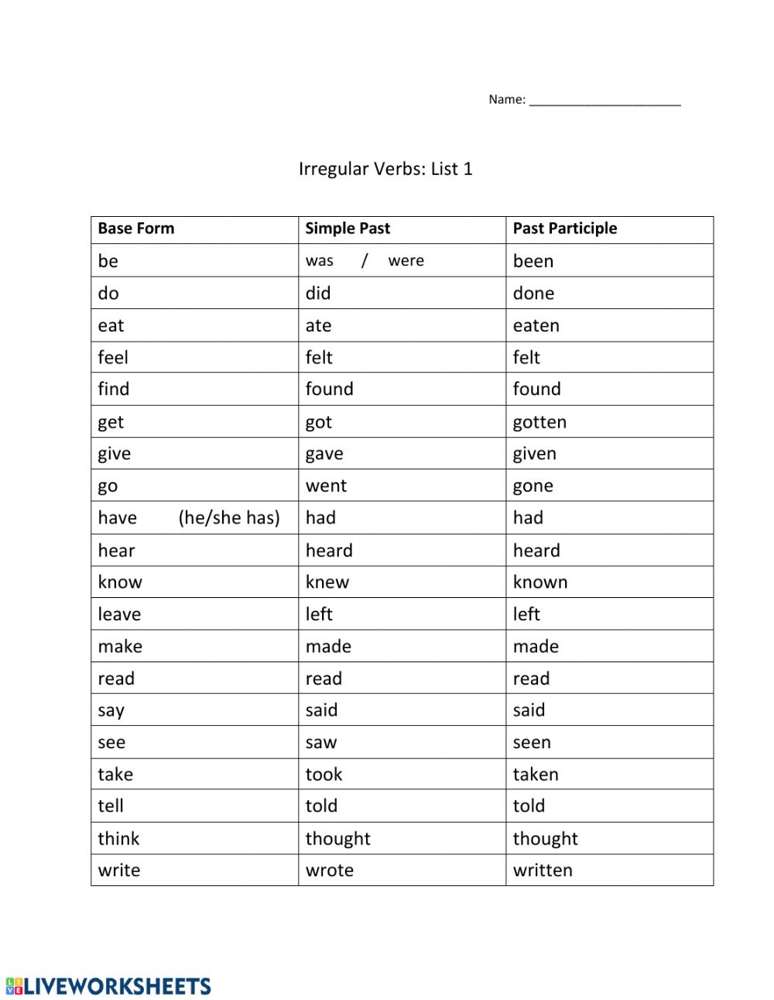 Name: ______________________
Irregular Verbs: List 1
Base Form Simple Past Past Participle
be was / were been
do did done
eat ate eaten
feel felt felt
find found found
get got gotten
give gave given
go went gone
have (he/she has) had had
hear heard heard
know knew known
leave left left
make made made
read read read
say said said
see saw seen
take took taken
tell told told
think thought thought
write wrote written
LIVE LIVEWORKSHEETS